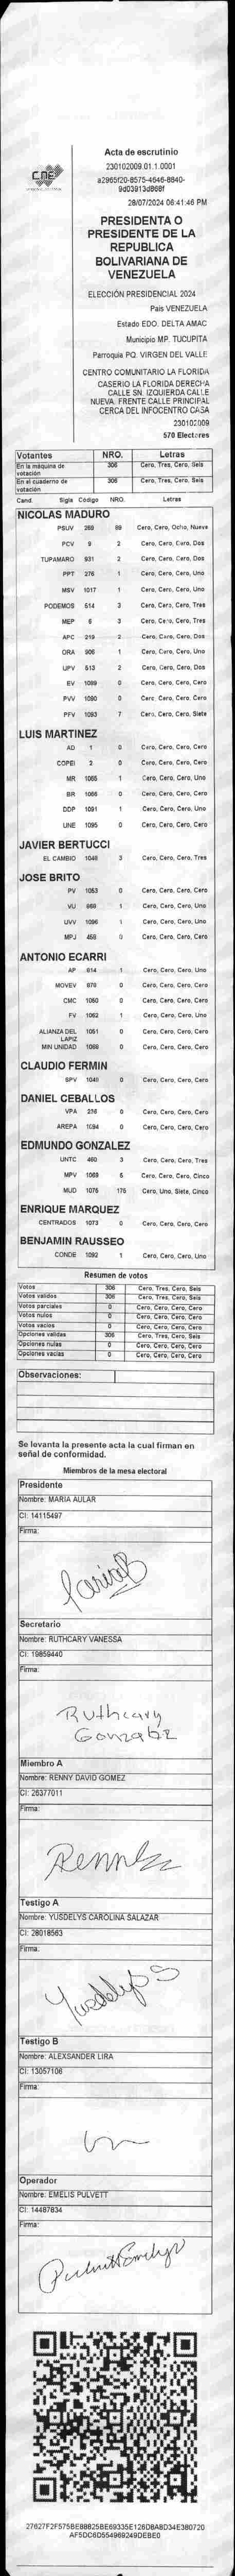 CNE
Acta de escrutinio
230102009.01.1.0001
a2965f20-8575-4646-8840-
9d03913d868f
28/07/2024 06:41:46 PM
PRESIDENTA O
PRESIDENTE DE LA
REPUBLICA
BOLIVARIANA DE
VENEZUELA
ELECCIÓN PRESIDENCIAL 2024
Pais VENEZUELA
Estado EDO. DELTA AMAC
Municipio MP. TUCUPITA
Parroquia PQ. VIRGEN DEL VALLE
CENTRO COMUNITARIO LA FLORIDA
CASERIO LA FLORIDA DERECHA
CALLE SN. IZQUIERDA CALLE
NUEVA. FRENTE CALLE PRINCIPAL
CERCA DEL INFOCENTRO CASA
230102009
570 Electores
Votantes NRO. Letras
En la máquina de votación 306 Cero, Tres, Cero, Seis
En el cuaderno de votación 306 Cero, Tres, Cero, Seis
Cand. Sigla Código NRO. Letras
NICOLAS MADURO
PSUV 269 89 Cero, Cero, Ocho, Nueve
PCV 9 2 Cero, Cero, Cero, Dos
TUPAMARO 931 2 Cero, Cero, Cero, Dos
PPT 276 1 Cero, Cero, Cero, Uno
MSV 1017 1 Cero, Cero, Cero, Uno
PODEMOS 514 3 Cero, Cero, Cero, Tres
MEP 6 3 Cero, Cero, Cero, Tres
APC 219 2 Cero, Cero, Cero, Dos
ORA 906 1 Cero, Cero, Cero, Uno
UPV 513 2 Cero, Cero, Cero, Dos
EV 1089 0 Cero, Cero, Cero, Cero
PVV 1090 0 Cero, Cero, Cero, Cero
PFV 1093 7 Cero, Cero, Cero, Siete
LUIS MARTINEZ
AD 1 0 Cero, Cero, Cero, Cero
COPEI 2 0 Cero, Cero, Cero, Cero
MR 1065 1 Cero, Cero, Cero, Uno
BR 1066 0 Cero, Cero, Cero, Cero
DDP 1091 1 Cero, Cero, Cero, Uno
UNE 1095 0 Cero, Cero, Cero, Cero
JAVIER BERTUCCI
EL CAMBIO 1048 3 Cero, Cero, Cero, Tres
JOSE BRITO
PV 1053 0 Cero, Cero, Cero, Cero
VU 868 1 Cero, Cero, Cero, Uno
UVV 1096 1 Cero, Cero, Cero, Uno
MPJ 458 0 Cero, Cero, Cero, Cero
ANTONIO ECARRI
AP 614 1 Cero, Cero, Cero, Uno
MOVEV 979 0 Cero, Cero, Cero, Cero
CMC 1050 0 Cero, Cero, Cero, Cero
FV 1062 1 Cero, Cero, Cero, Uno
ALIANZA DEL LAPIZ 1051 0 Cero, Cero, Cero, Cero
MIN UNIDAD 1088 0 Cero, Cero, Cero, Cero
CLAUDIO FERMIN
SPV 1049 0 Cero, Cero, Cero, Cero
DANIEL CEBALLOS
VPA 236 0 Cero, Cero, Cero, Cero
AREPA 1094 0 Cero, Cero, Cero, Cero
EDMUNDO GONZALEZ
UNTC 460 3 Cero, Cero, Cero, Tres
MPV 1069 5 Cero, Cero, Cero, Cinco
MUD 1076 175 Cero, Uno, Siete, Cinco
ENRIQUE MARQUEZ
CENTRADOS 1073 0 Cero, Cero, Cero, Cero
BENJAMIN RAUSSEO
CONDE 1092 1 Cero, Cero, Cero, Uno
Resumen de votos
Votos 306 Cero, Tres, Cero, Seis
Votos validos 306 Cero, Tres, Cero, Seis
Votos parciales 0 Cero, Cero, Cero, Cero
Votos nulos 0 Cero, Cero, Cero, Cero
Votos vacios 0 Cero, Cero, Cero, Cero
Opciones validas 306 Cero, Tres, Cero, Seis
Opciones nulas 0 Cero, Cero, Cero, Cero
Opciones vacias 0 Cero, Cero, Cero, Cero
Observaciones:
Se levanta la presente acta la cual firman en
señal de conformidad.
Miembros de la mesa electoral
Presidente
Nombre: MARIA AULAR
CI: 14115497
Firma:
Secretario
Nombre: RUTHCARY VANESSA
CI: 19859440
Firma:
Ruthcary
Gonzalez
Miembro A
Nombre: RENNY DAVID GOMEZ
CI: 26377011
Firma:
Testigo A
Nombre: YUSDELYS CAROLINA SALAZAR
CI: 28018563
Firma:
Yusdelys
Testigo B
Nombre: ALEXSANDER LIRA
CI: 13057106
Firma:
Operador
Nombre: EMELIS PULVETT
CI: 14487834
Firma:
27627F2F575BE88825BE69335E126D8A8D34E380720
AF5DC6D554969249DEBE0